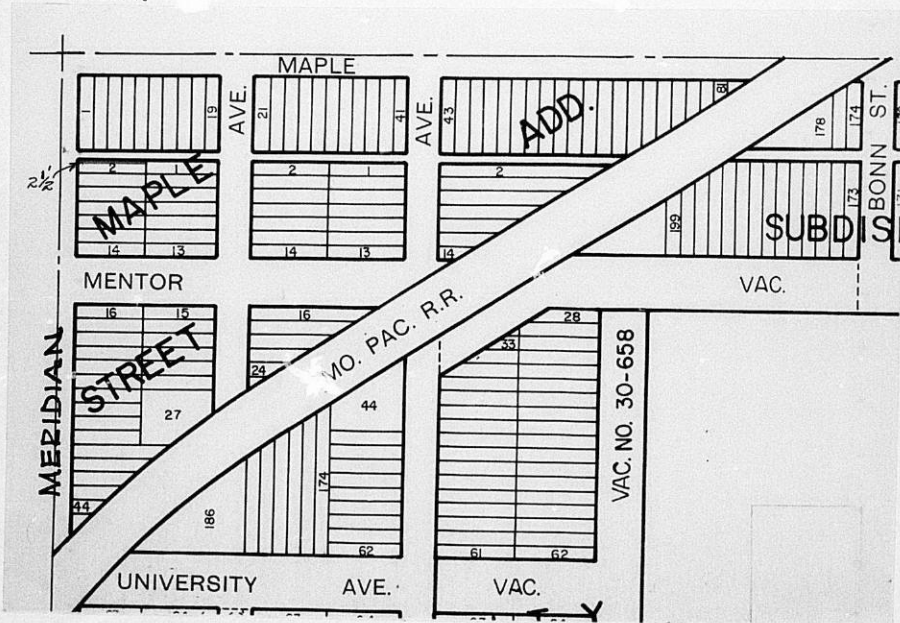 MAPLE
1 19 AVE. 21 41 AVE. 43 81 178 174 BONN ST.
ADD.
2 1 2 1 2
2½'
MAPLE
199 173
SUBDIS
14 13 14 13 14
MENTOR VAC.
16 15 16 28
MO. PAC. R.R.
33
MERIDIAN
STREET
24
27 44
VAC. NO. 30-658
174
44 186
62 61 62
UNIVERSITY AVE. VAC.